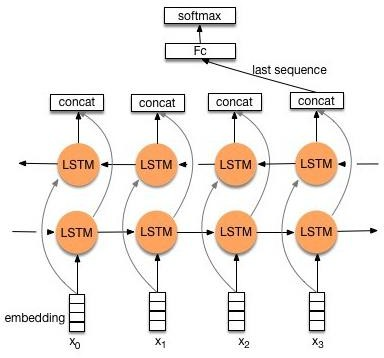 softmax
Fc
last sequence
concat concat concat concat
LSTM LSTM LSTM LSTM
LSTM LSTM LSTM LSTM
embedding
x0 x1 x2 x3